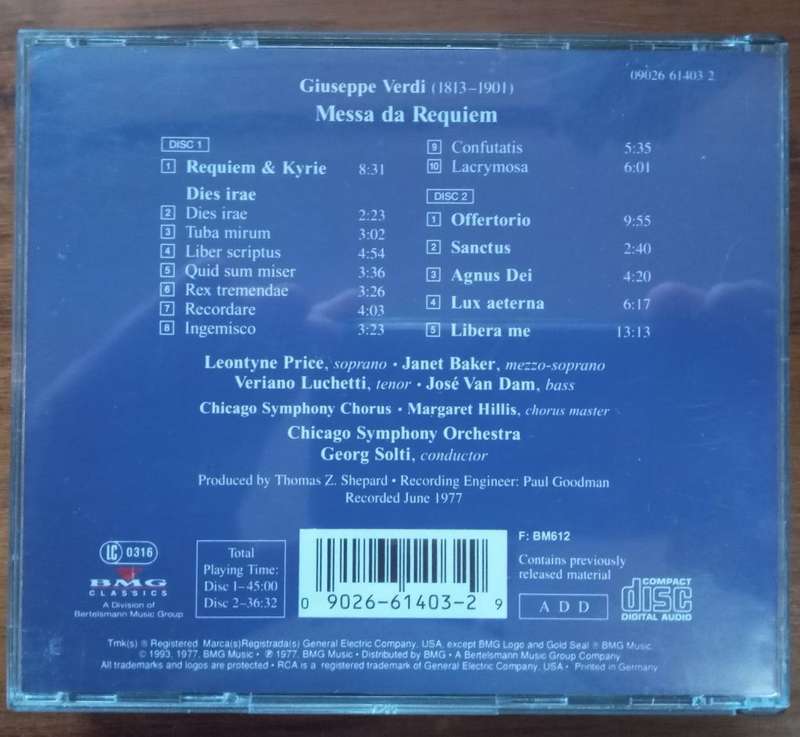 09026 61403 2
Giuseppe Verdi (1813–1901)
Messa da Requiem
DISC 1
1 Requiem & Kyrie 8:31
Dies irae
2 Dies irae 2:23
3 Tuba mirum 3:02
4 Liber scriptus 4:54
5 Quid sum miser 3:36
6 Rex tremendae 3:26
7 Recordare 4:03
8 Ingemisco 3:23
9 Confutatis 5:35
10 Lacrymosa 6:01
DISC 2
1 Offertorio 9:55
2 Sanctus 2:40
3 Agnus Dei 4:20
4 Lux aeterna 6:17
5 Libera me 13:13
Leontyne Price, soprano · Janet Baker, mezzo-soprano
Veriano Luchetti, tenor · José Van Dam, bass
Chicago Symphony Chorus · Margaret Hillis, chorus master
Chicago Symphony Orchestra
Georg Solti, conductor
Produced by Thomas Z. Shepard · Recording Engineer: Paul Goodman
Recorded June 1977
LC 0316
BMG
CLASSICS
A Division of
Bertelsmann Music Group
Total
Playing Time:
Disc 1–45:00
Disc 2–36:32
0 9026-61403-2 9
F: BM612
Contains previously
released material
A D D
COMPACT
disc
DIGITAL AUDIO
Tmk(s) ® Registered Marca(s) Registrada(s) General Electric Company, USA, except BMG Logo and Gold Seal ® BMG Music.
© 1993, 1977, BMG Music • ℗ 1977, BMG Music • Distributed by BMG • A Bertelsmann Music Group Company
All trademarks and logos are protected • RCA is a registered trademark of General Electric Company, USA • Printed in Germany